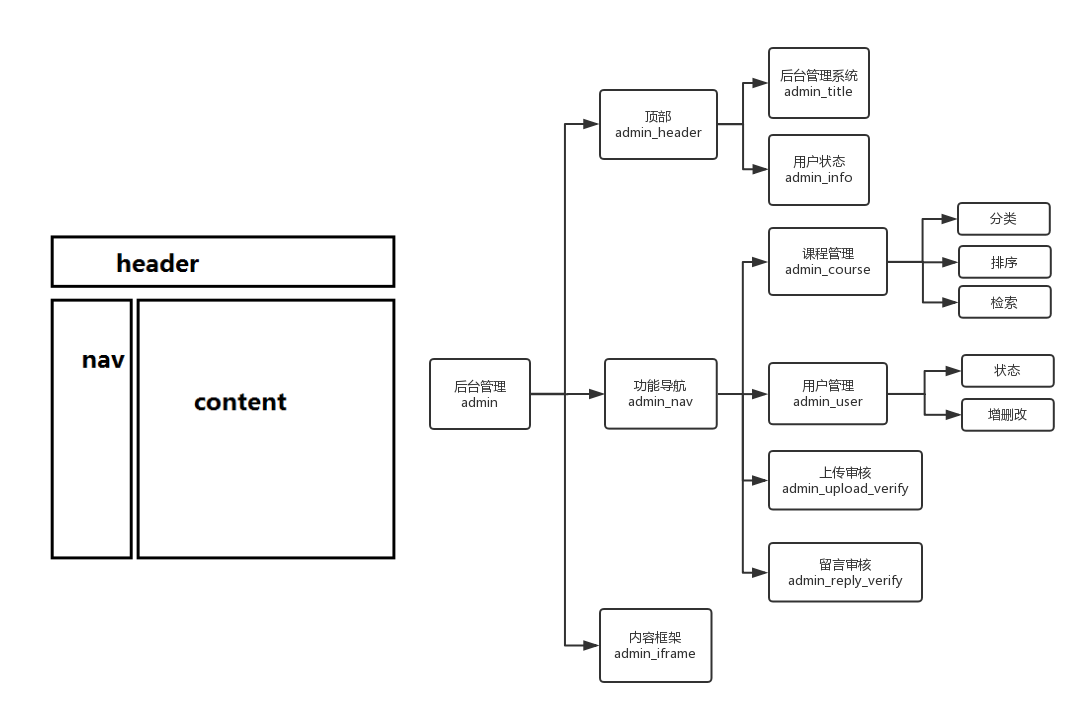 header
nav
content
后台管理
admin
顶部
admin_header
后台管理系统
admin_title
用户状态
admin_info
功能导航
admin_nav
课程管理
admin_course
分类
排序
检索
用户管理
admin_user
状态
增删改
上传审核
admin_upload_verify
留言审核
admin_reply_verify
内容框架
admin_iframe